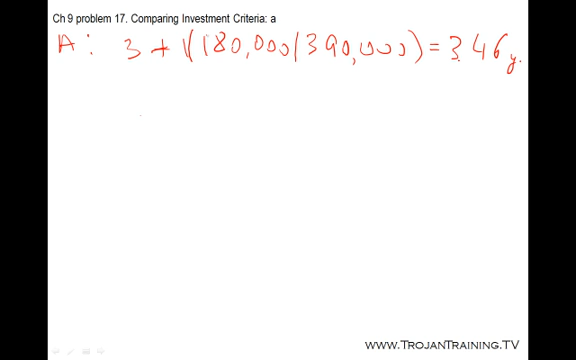 Ch 9 problem 17. Comparing Investment Criteria: a
A: 3 + (180,000/390,000) = 3.46 y.
www.TrojanTraining.TV